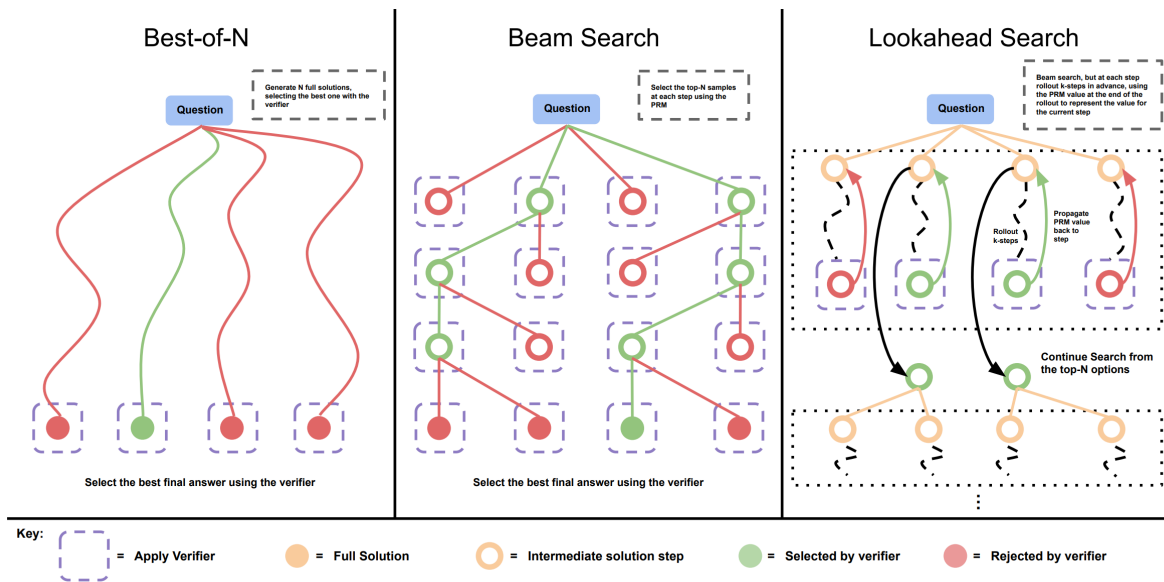 Best-of-N
Generate N full solutions,
selecting the best one with the
verifier
Question
Select the best final answer using the verifier
Beam Search
Select the top-N samples
at each step using the
PRM
Question
Select the best final answer using the verifier
Lookahead Search
Beam search, but at each step
rollout k-steps in advance, using
the PRM value at the end of the
rollout to represent the value for
the current step
Question
Propagate
PRM value
back to
step
Rollout
k-steps
Continue Search from
the top-N options
Key:
= Apply Verifier
= Full Solution
= Intermediate solution step
= Selected by verifier
= Rejected by verifier